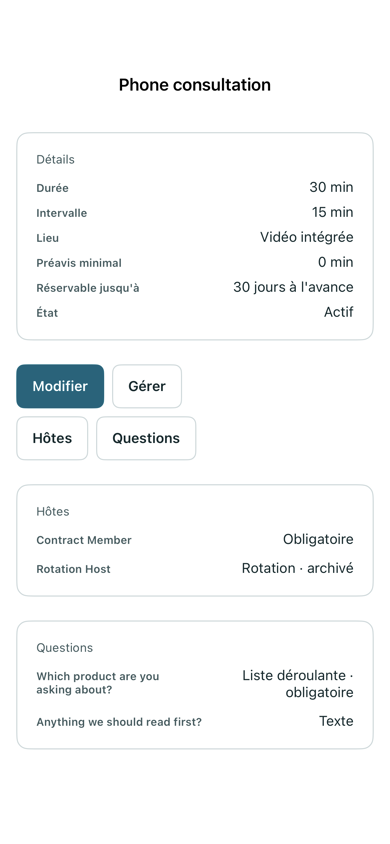 Phone consultation
Détails
Durée 30 min
Intervalle 15 min
Lieu Vidéo intégrée
Préavis minimal 0 min
Réservable jusqu'à 30 jours à l'avance
État Actif
Modifier Gérer
Hôtes Questions
Hôtes
Contract Member Obligatoire
Rotation Host Rotation · archivé
Questions
Which product are you asking about? Liste déroulante · obligatoire
Anything we should read first? Texte